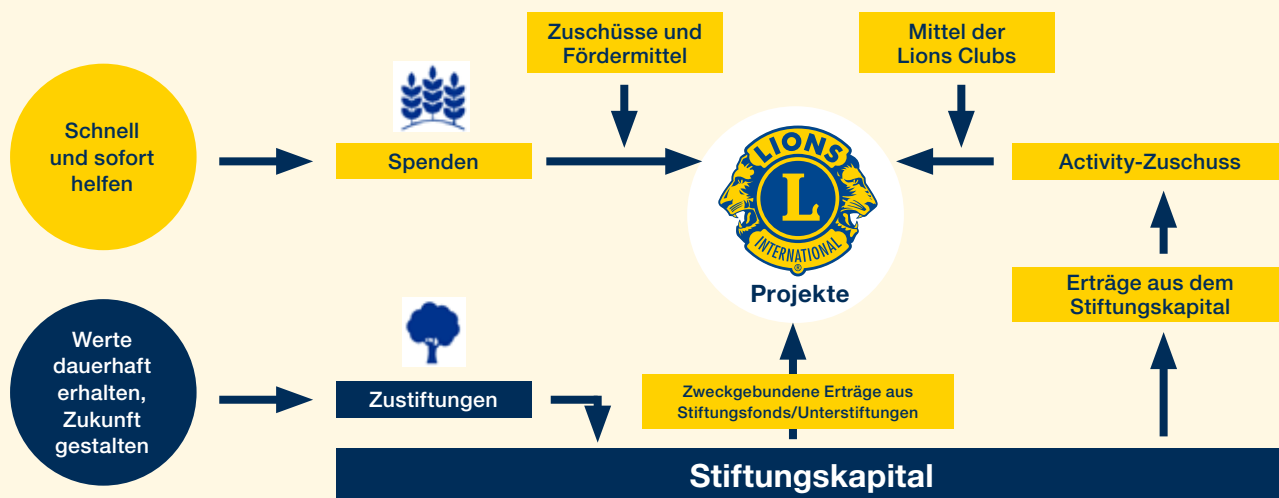 Zuschüsse und
Fördermittel
Mittel der
Lions Clubs
Schnell
und sofort
helfen
Spenden
LIONS
L
INTERNATIONAL
®
Projekte
Activity-Zuschuss
Erträge aus dem
Stiftungskapital
Werte
dauerhaft
erhalten,
Zukunft
gestalten
Zustiftungen
Zweckgebundene Erträge aus
Stiftungsfonds/Unterstiftungen
Stiftungskapital